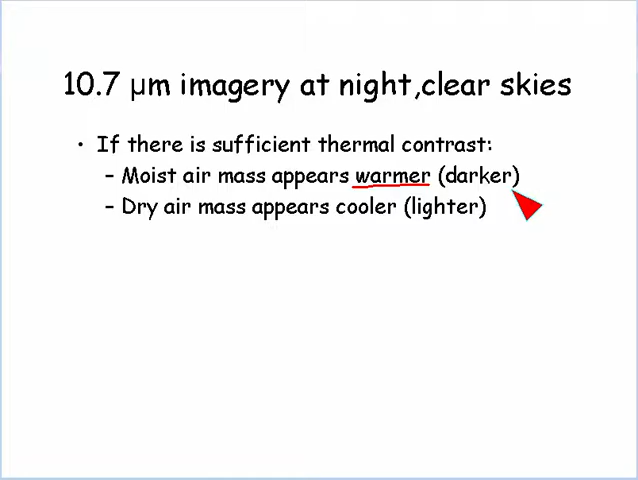 10.7 μm imagery at night,clear skies
• If there is sufficient thermal contrast:
– Moist air mass appears warmer (darker)
– Dry air mass appears cooler (lighter)